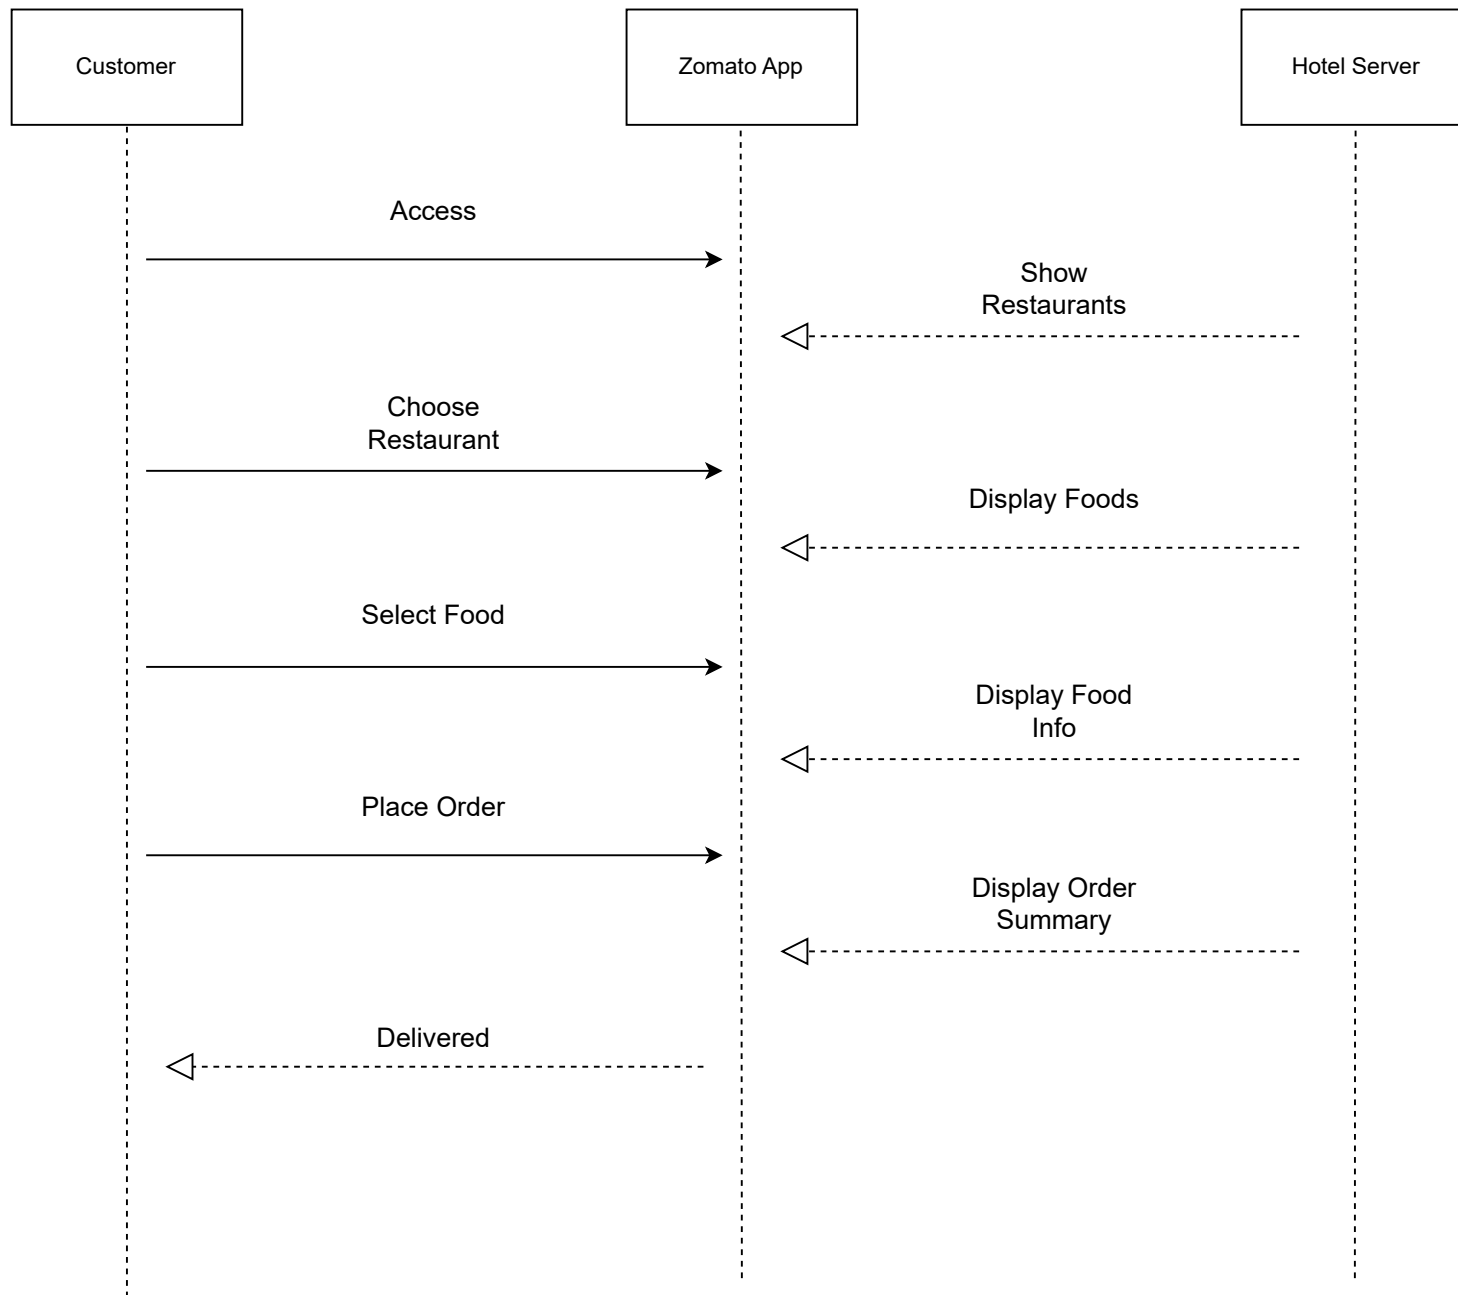 Customer
Zomato App
Hotel Server
Access
Show
Restaurants
Choose
Restaurant
Display Foods
Select Food
Display Food
Info
Place Order
Display Order
Summary
Delivered